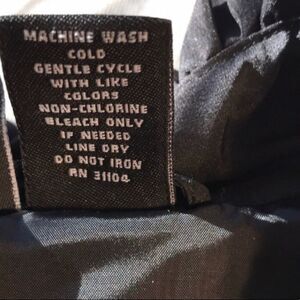 MACHINE WASH
COLD
GENTLE CYCLE
WITH LIKE
COLORS
NON-CHLORINE
BLEACH ONLY
IF NEEDED
LINE DRY
DO NOT IRON
RN 31104